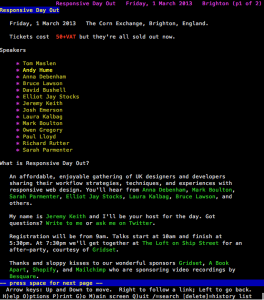 Responsive Day Out Friday, 1 March 2013 Brighton (p1 of 2)
Responsive Day Out
Friday, 1 March 2013 The Corn Exchange, Brighton, England.
Tickets cost 50+VAT but they're all sold out now.
Speakers
* Tom Maslen
* Andy Hume
* Anna Debenham
* Bruce Lawson
* David Bushell
* Elliot Jay Stocks
* Jeremy Keith
* Josh Emerson
* Laura Kalbag
* Mark Boulton
* Owen Gregory
* Paul Lloyd
* Richard Rutter
* Sarah Parmenter
What is Responsive Day Out?
An affordable, enjoyable gathering of UK designers and developers
sharing their workflow strategies, techniques, and experiences with
responsive web design. You'll hear from Anna Debenham, Mark Boulton,
Sarah Parmenter, Elliot Jay Stocks, Laura Kalbag, Bruce Lawson, and
others.
My name is Jeremy Keith and I'll be your host for the day. Got
questions? Write to me or ask me on Twitter.
Registration will be from 9am. Talks start at 10am and finish at
5:30pm. At 7:30pm we'll get together at The Loft on Ship Street for an
after-party, courtesy of Gridset.
Thanks and sloppy kisses to our wonderful sponsors Gridset, A Book
Apart, Shopify, and Mailchimp who are sponsoring video recordings by
Besquare.
-- press space for next page --
Arrow keys: Up and Down to move. Right to follow a link; Left to go back.
H)elp O)ptions P)rint G)o M)ain screen Q)uit /=search [delete]=history list